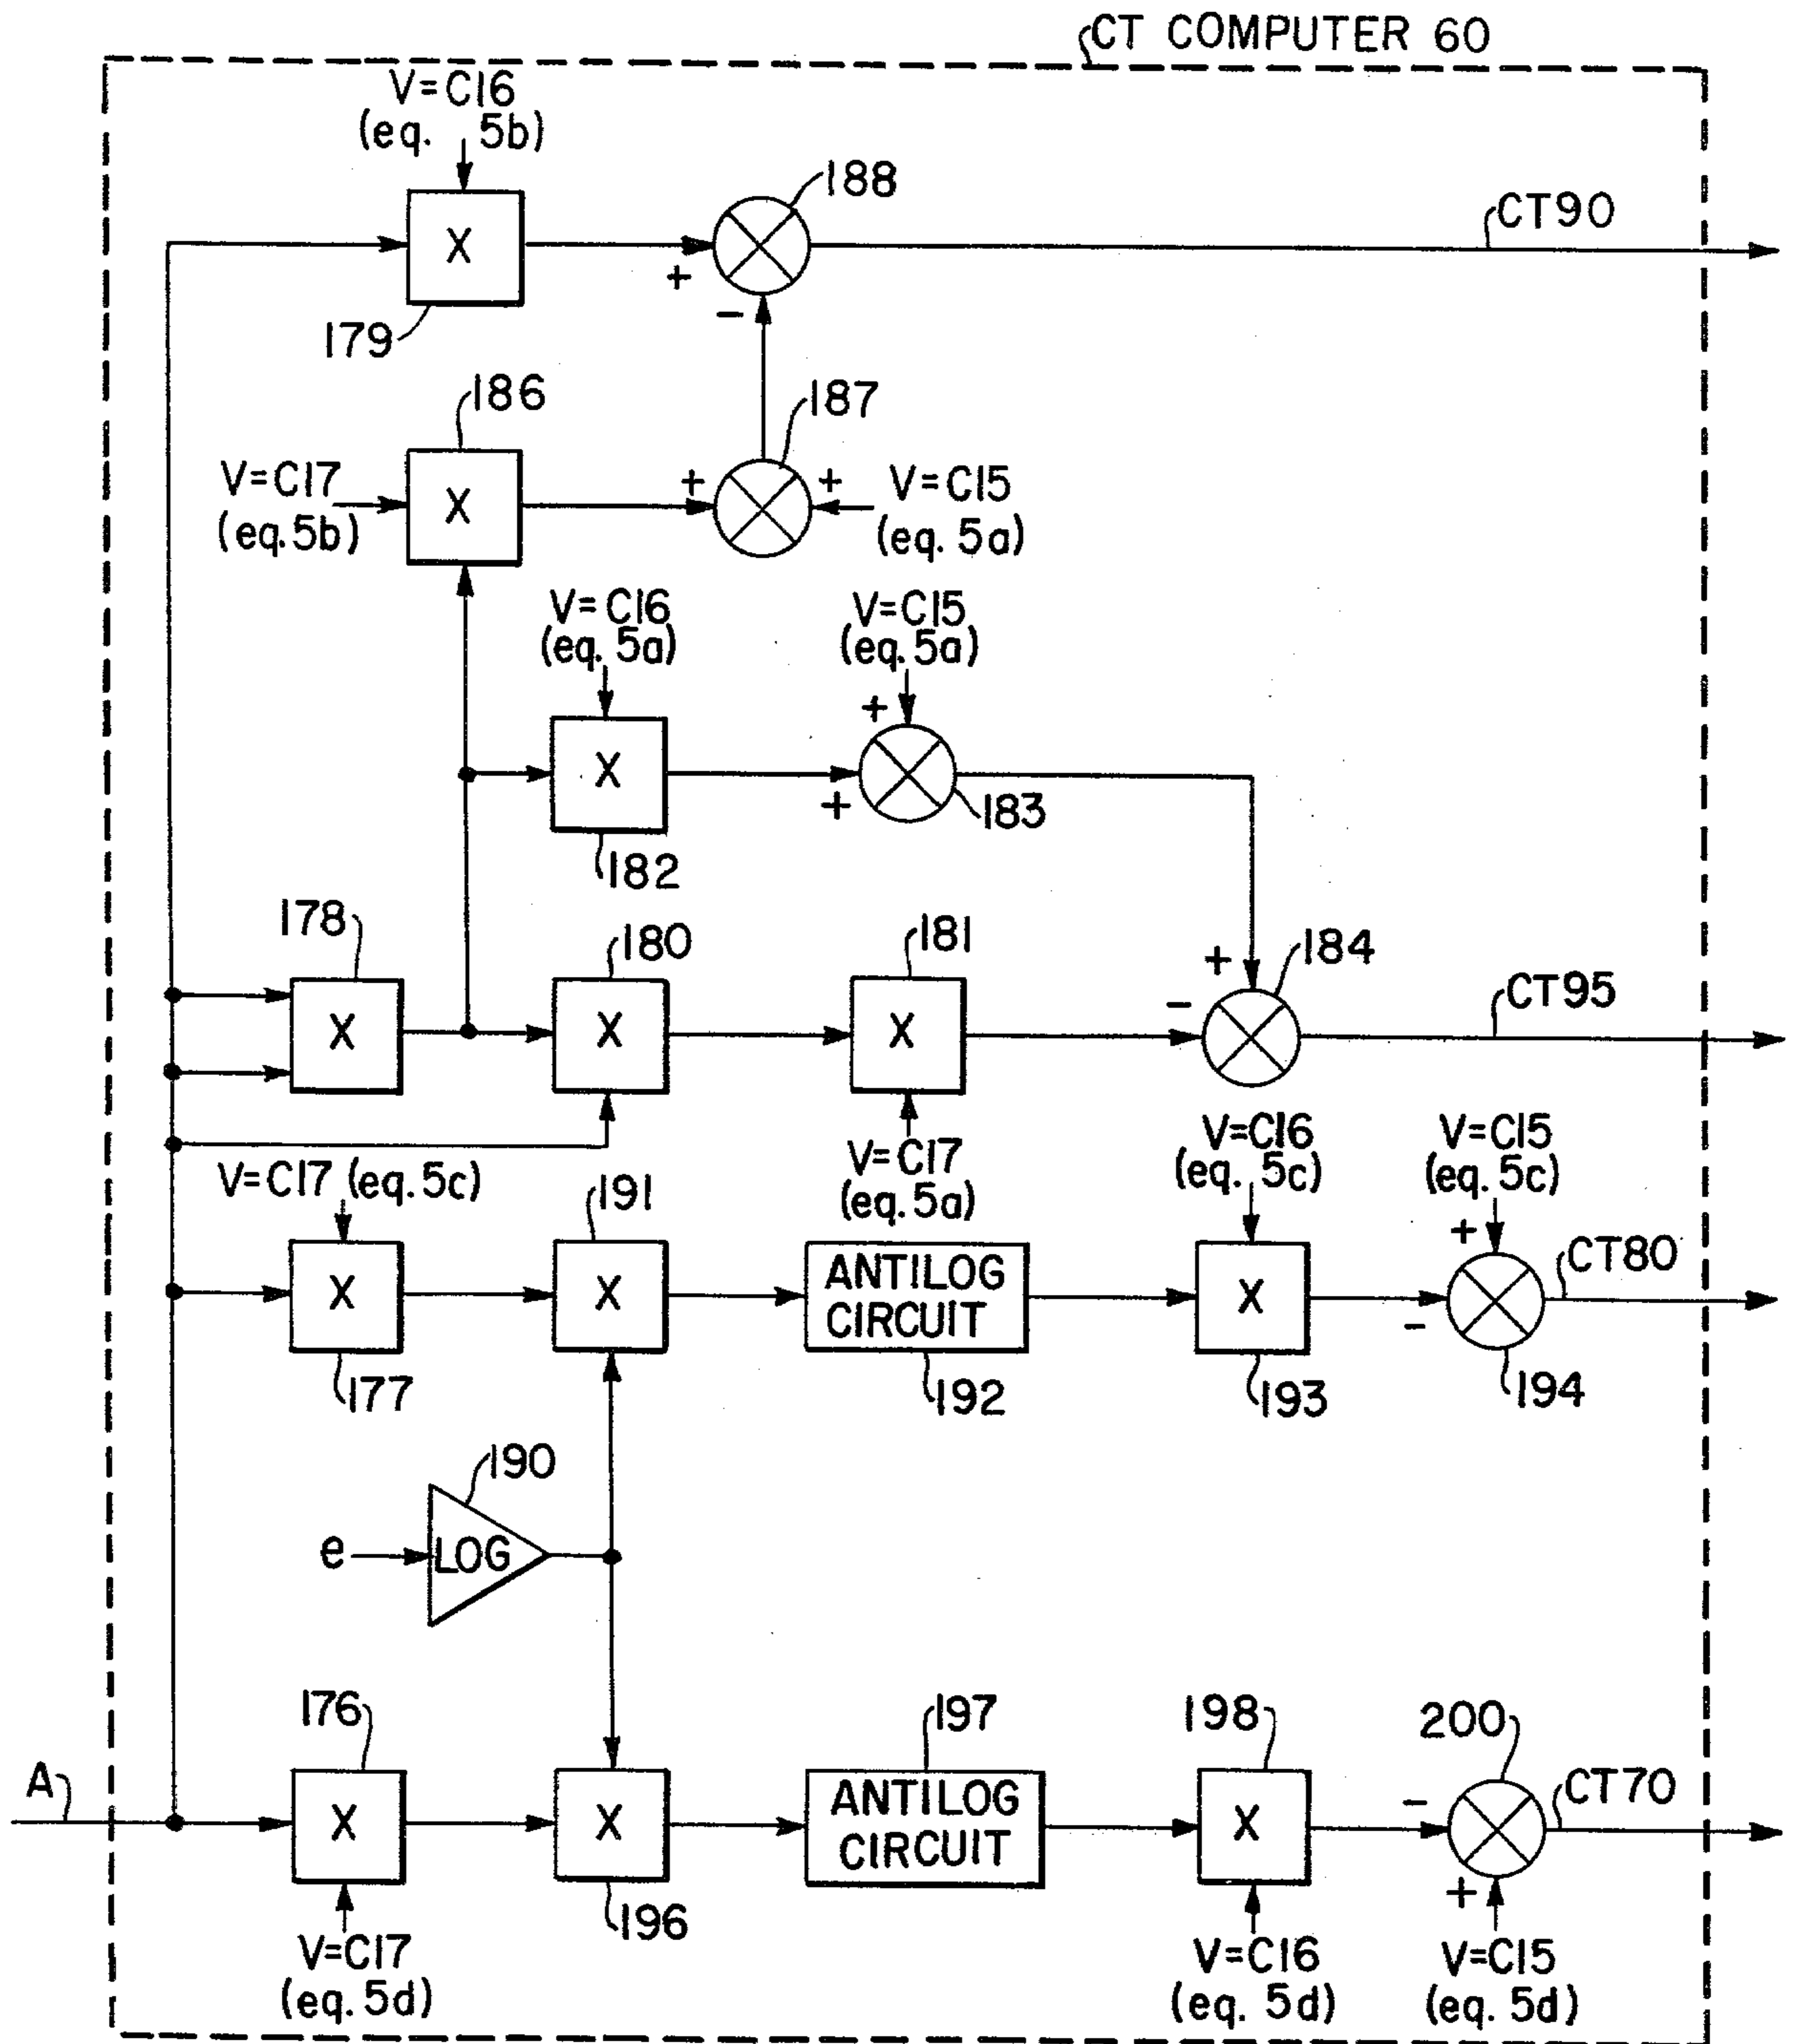 CT COMPUTER 60
V=C16
(eq. 5b)
188
CT90
X
+
179
-
186
187
V=C17
(eq.5b)
X
+
+
V=C15
(eq. 5a)
V=C16
(eq. 5a)
V=C15
(eq.5a)
+
X
+
183
182
178
180
181
+
184
X
X
X
-
CT95
V=C17 (eq.5c)
191
V=C17
(eq.5a)
V=C16
(eq. 5c)
V=C15
(eq. 5c)
+
CT80
X
X
ANTILOG
CIRCUIT
X
-
177
192
193
194
190
e
LOG
176
197
198
200
A
X
X
ANTILOG
CIRCUIT
X
-
CT70
+
196
V=C17
(eq. 5d)
V=C16
(eq. 5d)
V=C15
(eq. 5d)